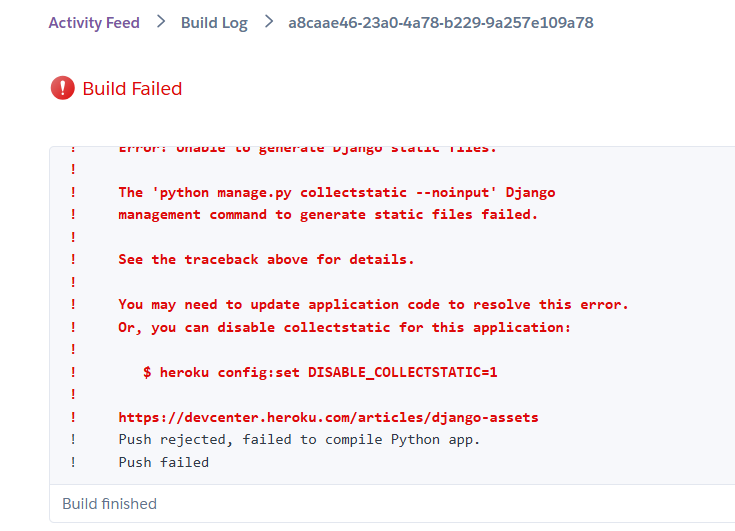 Activity Feed > Build Log > a8caae46-23a0-4a78-b229-9a257e109a78
! Build Failed
! Error: Unable to generate Django static files.
!
! The 'python manage.py collectstatic --noinput' Django
! management command to generate static files failed.
!
! See the traceback above for details.
!
! You may need to update application code to resolve this error.
! Or, you can disable collectstatic for this application:
!
! $ heroku config:set DISABLE_COLLECTSTATIC=1
!
! https://devcenter.heroku.com/articles/django-assets
! Push rejected, failed to compile Python app.
! Push failed
Build finished